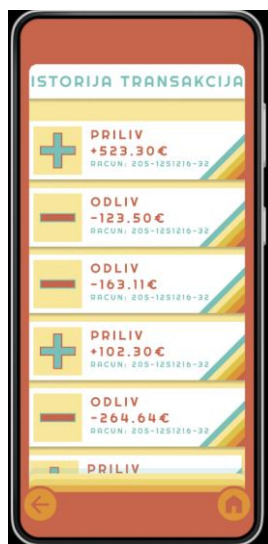 ISTORIJA TRANSAKCIJA
PRILIV
+523.30€
RACUN: 205-1251216-32
ODLIV
-123.50€
RACUN: 205-1251216-32
ODLIV
-163.11€
RACUN: 205-1251216-32
PRILIV
+102.30€
RACUN: 205-1251216-32
ODLIV
-264.64€
RACUN: 205-1251216-32
PRILIV